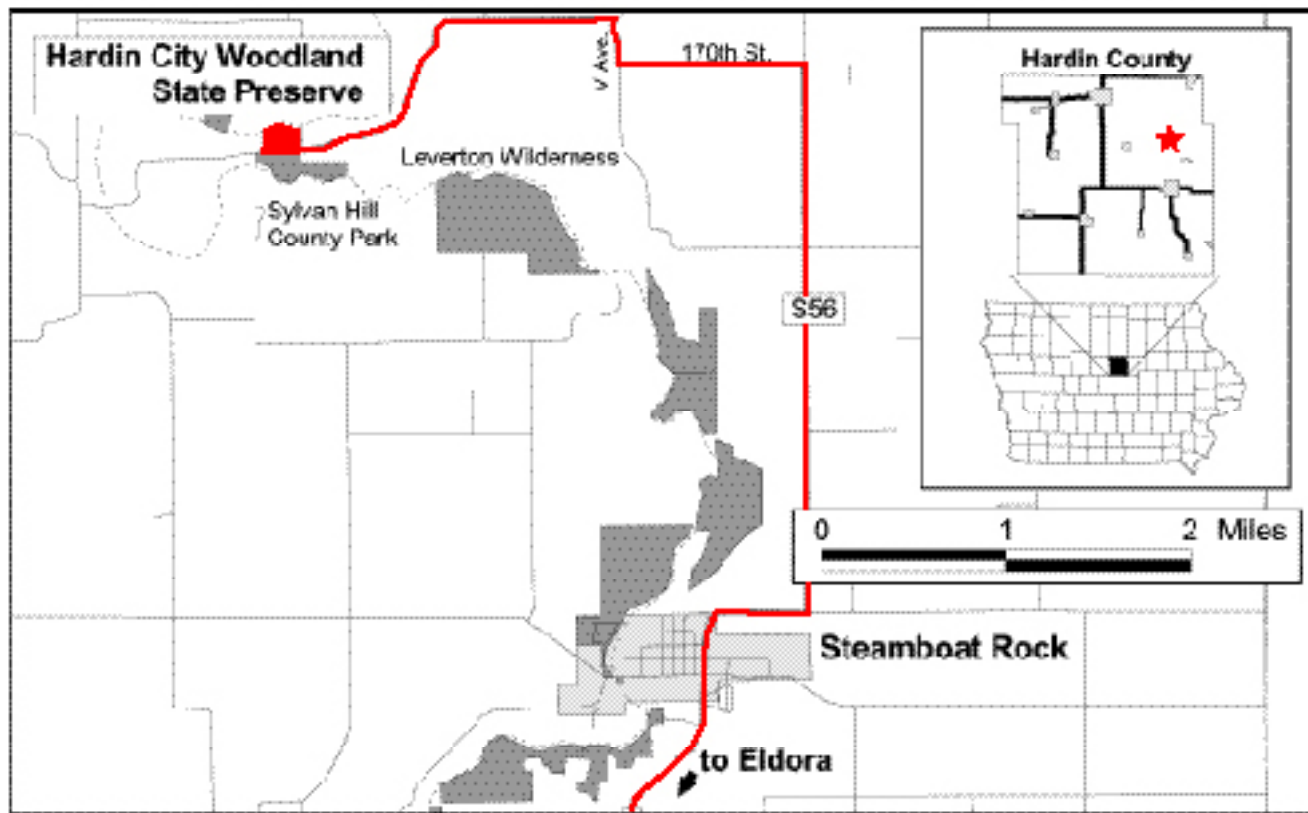 Hardin City Woodland
State Preserve
V Ave.
170th St.
Hardin County
Leverton Wilderness
Sylvan Hill
County Park
S56
0 1 2 Miles
Steamboat Rock
to Eldora